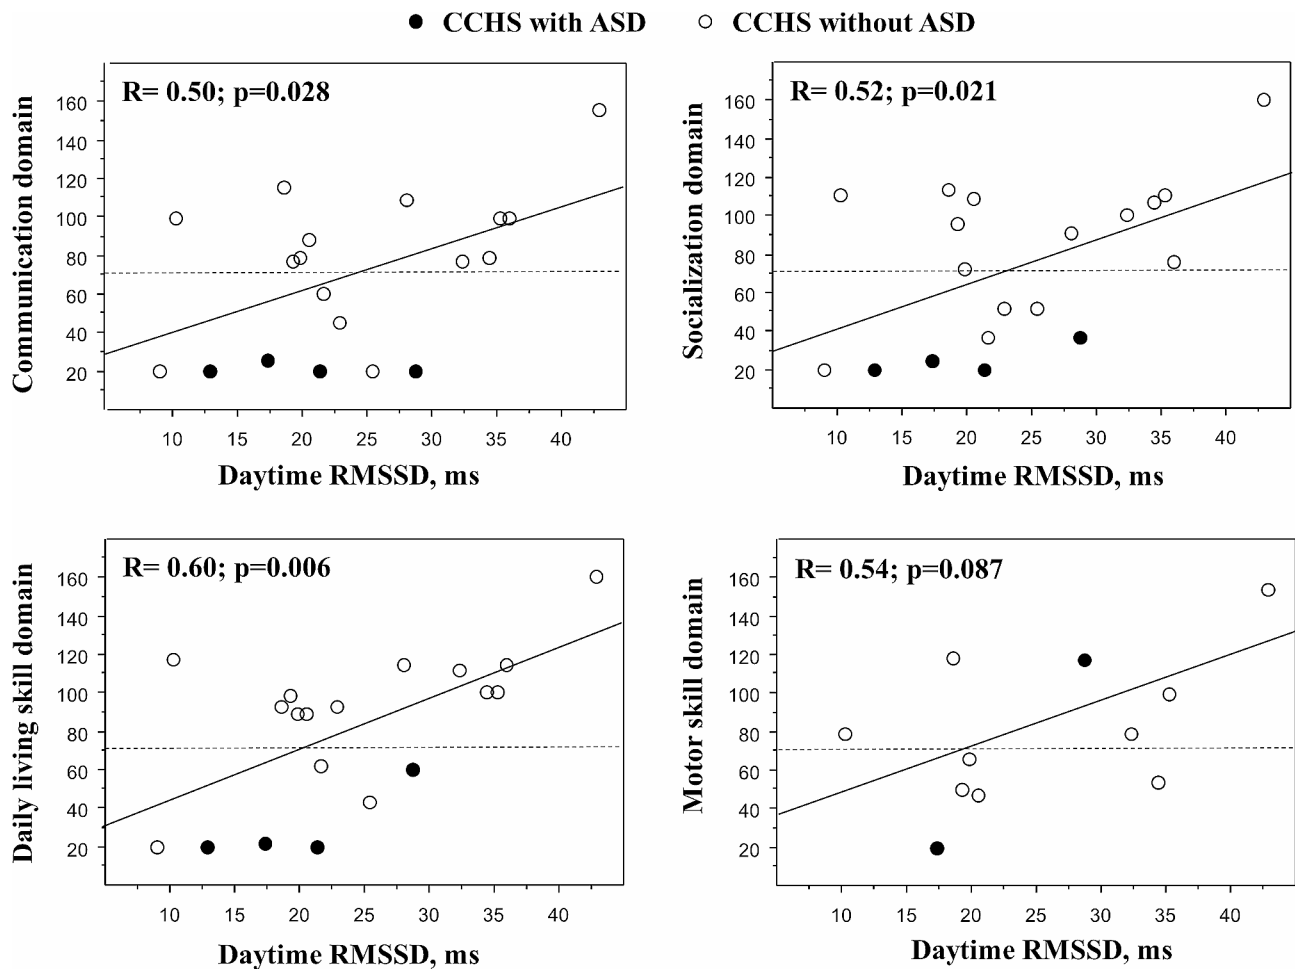 CCHS with ASD CCHS without ASD
R= 0.50; p=0.028
Communication domain
160
140
120
100
80
60
40
20
10 15 20 25 30 35 40
Daytime RMSSD, ms
R= 0.52; p=0.021
Socialization domain
160
140
120
100
80
60
40
20
10 15 20 25 30 35 40
Daytime RMSSD, ms
R= 0.60; p=0.006
Daily living skill domain
160
140
120
100
80
60
40
20
10 15 20 25 30 35 40
Daytime RMSSD, ms
R= 0.54; p=0.087
Motor skill domain
160
140
120
100
80
60
40
20
10 15 20 25 30 35 40
Daytime RMSSD, ms